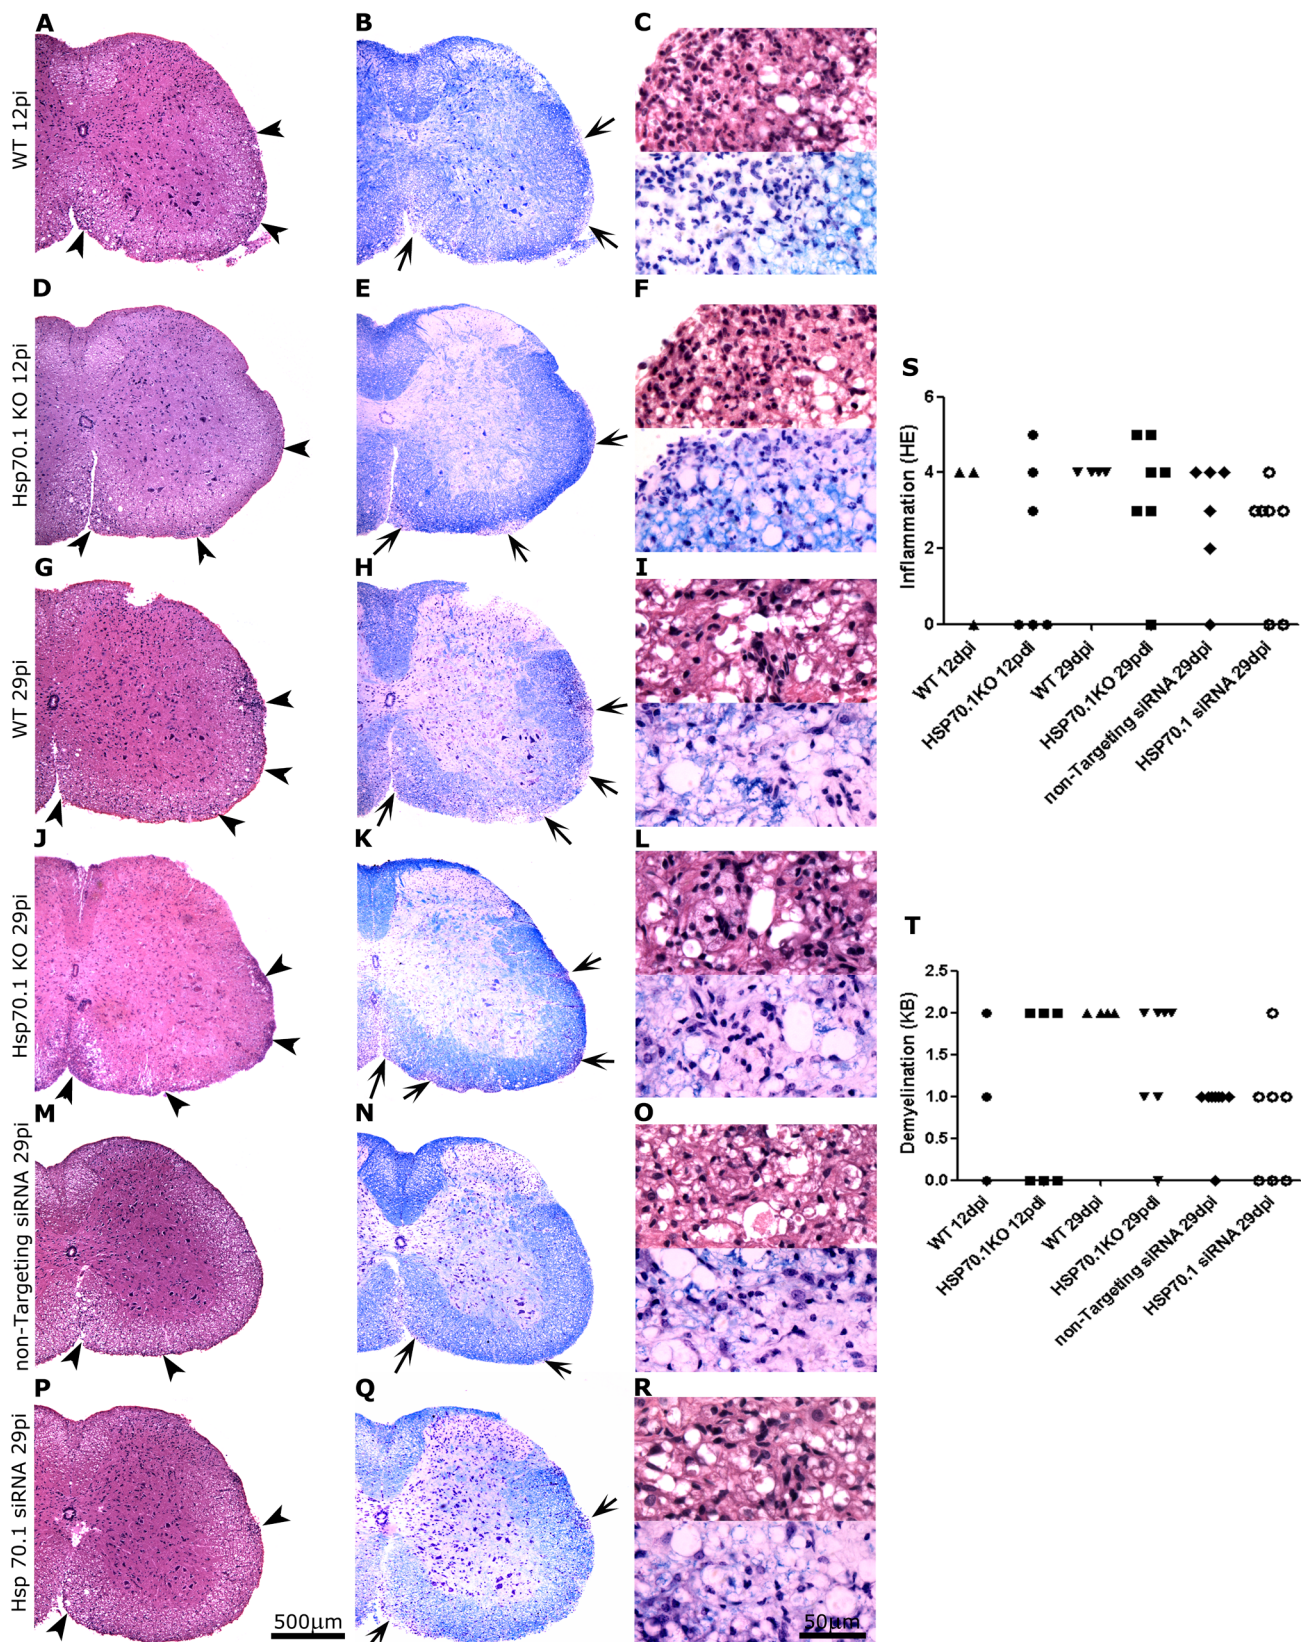 A
B
C
WT 12pi
D
E
F
Hsp70.1 KO 12pi
G
H
I
WT 29pi
J
K
L
Hsp70.1 KO 29pi
M
N
O
non-Targeting siRNA 29pi
P
Q
R
Hsp 70.1 siRNA 29pi
500µm
50µm
S
Inflammation (HE)
6
4
2
0
WT 12dpi
HSP70.1KO 12pdi
WT 29dpi
HSP70.1KO 29pdi
non-Targeting siRNA 29dpi
HSP70.1 siRNA 29dpi
T
Demyelination (KB)
2.5
2.0
1.5
1.0
0.5
0.0
WT 12dpi
HSP70.1KO 12pdi
WT 29dpi
HSP70.1KO 29pdi
non-Targeting siRNA 29dpi
HSP70.1 siRNA 29dpi